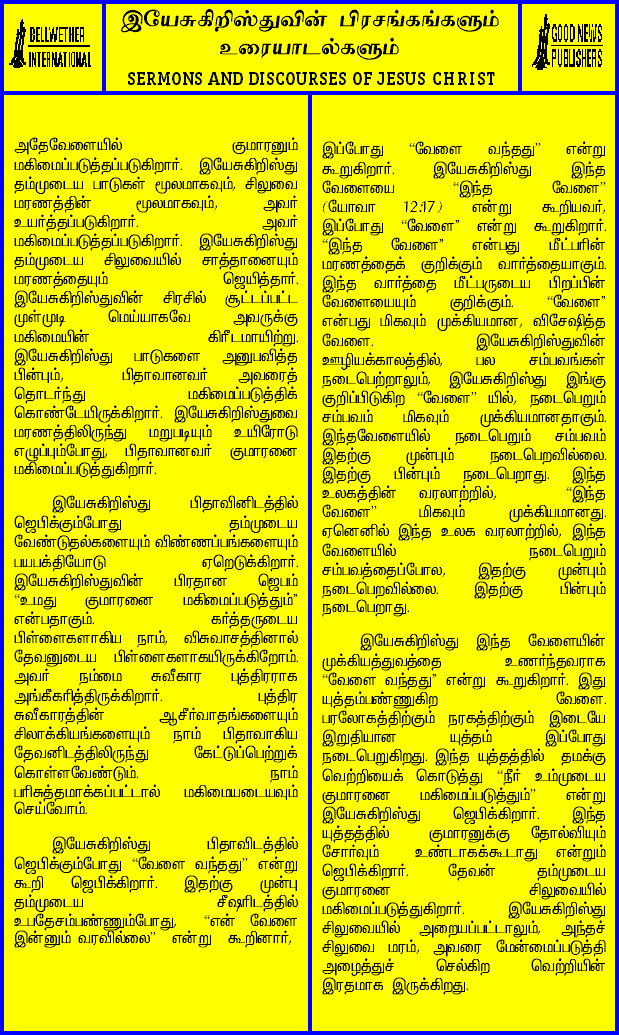 BELLWETHER
INTERNATIONAL
இயேசுகிறிஸ்துவின் பிரசங்கங்களும்
உரையாடல்களும்
SERMONS AND DISCOURSES OF JESUS CHRIST
GOOD NEWS
PUBLISHERS
அதேவேளையில் குமாரனும்
மகிமைப்படுத்தப்படுகிறார். இயேசுகிறிஸ்து
தம்முடைய பாடுகள் மூலமாகவும், சிலுவை
மரணத்தின் மூலமாகவும், அவர்
உயர்த்தப்படுகிறார். அவர்
மகிமைப்படுத்தப்படுகிறார். இயேசுகிறிஸ்து
தம்முடைய சிலுவையில் சாத்தானையும்
மரணத்தையும் ஜெயித்தார்.
இயேசுகிறிஸ்துவின் சிரசில் சூட்டப்பட்ட
முள்முடி மெய்யாகவே அவருக்கு
மகிமையின் கிரீடமாயிற்று.
இயேசுகிறிஸ்து பாடுகளை அனுபவித்த
பின்பும், பிதாவானவர் அவரைத்
தொடர்ந்து மகிமைப்படுத்திக்
கொண்டேயிருக்கிறார். இயேசுகிறிஸ்துவை
மரணத்திலிருந்து மறுபடியும் உயிரோடு
எழுப்பும்போது, பிதாவானவர் குமாரனை
மகிமைப்படுத்துகிறார்.
இயேசுகிறிஸ்து பிதாவினிடத்தில்
ஜெபிக்கும்போது தம்முடைய
வேண்டுதல்களையும் விண்ணப்பங்களையும்
பயபக்தியோடு ஏறெடுக்கிறார்.
இயேசுகிறிஸ்துவின் பிரதான ஜெபம்
“உமது குமாரனை மகிமைப்படுத்தும்”
என்பதாகும். கர்த்தருடைய
பிள்ளைகளாகிய நாம், விசுவாசத்தினால்
தேவனுடைய பிள்ளைகளாகயிருக்கிறோம்.
அவர் நம்மை சுவீகார புத்திரராக
அங்கீகரித்திருக்கிறார். புத்திர
சுவீகாரத்தின் ஆசீர்வாதங்களையும்
சிலாக்கியங்களையும் நாம் பிதாவாகிய
தேவனிடத்திலிருந்து கேட்டுப்பெற்றுக்
கொள்ளவேண்டும். நாம்
பரிசுத்தமாக்கப்பட்டால் மகிமையடையவும்
செய்வோம்.
இயேசுகிறிஸ்து பிதாவிடத்தில்
ஜெபிக்கும்போது “வேளை வந்தது” என்று
கூறி ஜெபிக்கிறார். இதற்கு முன்பு
தம்முடைய சீஷரிடத்தில்
உபதேசம்பண்ணும்போது, “என் வேளை
இன்னும் வரவில்லை” என்று கூறினார்,
இப்போது “வேளை வந்தது” என்று
கூறுகிறார். இயேசுகிறிஸ்து இந்த
வேளையை “இந்த வேளை”
(யோவா 12:17) என்று கூறியவர்,
இப்போது “வேளை” என்று கூறுகிறார்.
“இந்த வேளை” என்பது மீட்பரின்
மரணத்தைக் குறிக்கும் வார்த்தையாகும்.
இந்த வார்த்தை மீட்பருடைய பிறப்பின்
வேளையையும் குறிக்கும். “வேளை”
என்பது மிகவும் முக்கியமான, விசேஷித்த
வேளை. இயேசுகிறிஸ்துவின்
ஊழியக்காலத்தில், பல சம்பவங்கள்
நடைபெற்றாலும், இயேசுகிறிஸ்து இங்கு
குறிப்பிடுகிற “வேளை” யில், நடைபெறும்
சம்பவம் மிகவும் முக்கியமானதாகும்.
இந்தவேளையில் நடைபெறும் சம்பவம்
இதற்கு முன்பும் நடைபெறவில்லை.
இதற்கு பின்பும் நடைபெறாது. இந்த
உலகத்தின் வரலாற்றில், “இந்த
வேளை” மிகவும் முக்கியமானது.
ஏனெனில் இந்த உலக வரலாற்றில், இந்த
வேளையில் நடைபெறும்
சம்பவத்தைப்போல, இதற்கு முன்பும்
நடைபெறவில்லை. இதற்கு பின்பும்
நடைபெறாது.
இயேசுகிறிஸ்து இந்த வேளையின்
முக்கியத்துவத்தை உணர்ந்தவராக
“வேளை வந்தது” என்று கூறுகிறார். இது
யுத்தம்பண்ணுகிற வேளை.
பரலோகத்திற்கும் நரகத்திற்கும் இடையே
இறுதியான யுத்தம் இப்போது
நடைபெறுகிறது. இந்த யுத்தத்தில் தமக்கு
வெற்றியைக் கொடுத்து “நீர் உம்முடைய
குமாரனை மகிமைப்படுத்தும்” என்று
இயேசுகிறிஸ்து ஜெபிக்கிறார். இந்த
யுத்தத்தில் குமாரனுக்கு தோல்வியும்
சோர்வும் உண்டாகக்கூடாது என்றும்
ஜெபிக்கிறார். தேவன் தம்முடைய
குமாரனை சிலுவையில்
மகிமைப்படுத்துகிறார். இயேசுகிறிஸ்து
சிலுவையில் அறையப்பட்டாலும், அந்தச்
சிலுவை மரம், அவரை மேன்மைப்படுத்தி
அழைத்துச் செல்கிற வெற்றியின்
இரதமாக இருக்கிறது.